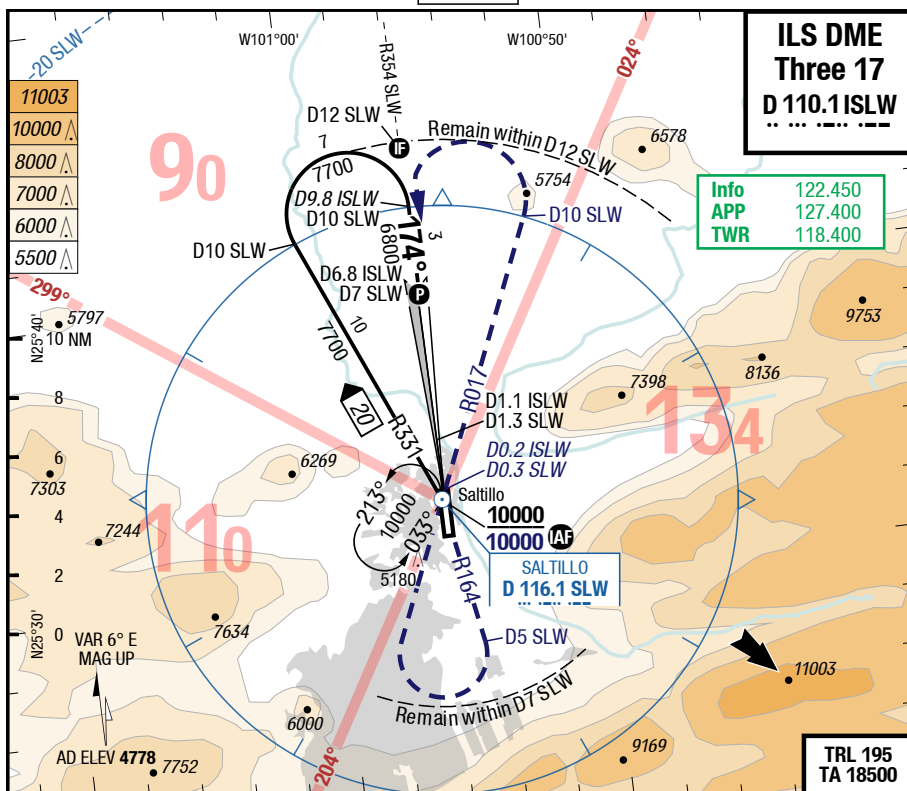 ILS DME
Three 17
D 110.1 ISLW
Info 122.450
APP 127.400
TWR 118.400
W101°00'
W100°50'
20 SLW
11003
10000
8000
7000
6000
5500
90
134
110
299°
024°
204°
R354 SLW
D12 SLW
IF
Remain within D12 SLW
7
7700
D9.8 ISLW
D10 SLW
D10 SLW
D10 SLW
174°
3
6800
D6.8 ISLW
D7 SLW
P
10
7700
20
R331
R017
D1.1 ISLW
D1.3 SLW
D0.2 ISLW
D0.3 SLW
Saltillo
10000
10000
IAF
SALTILLO
D 116.1 SLW
213°
10000
033°
5180
R164
D5 SLW
Remain within D7 SLW
6578
5754
9753
8136
7398
5797
10 NM
N25°40'
8
6
4
2
0
N25°30'
6269
7303
7244
7634
6000
7752
9169
11003
VAR 6° E
MAG UP
AD ELEV 4778
TRL 195
TA 18500